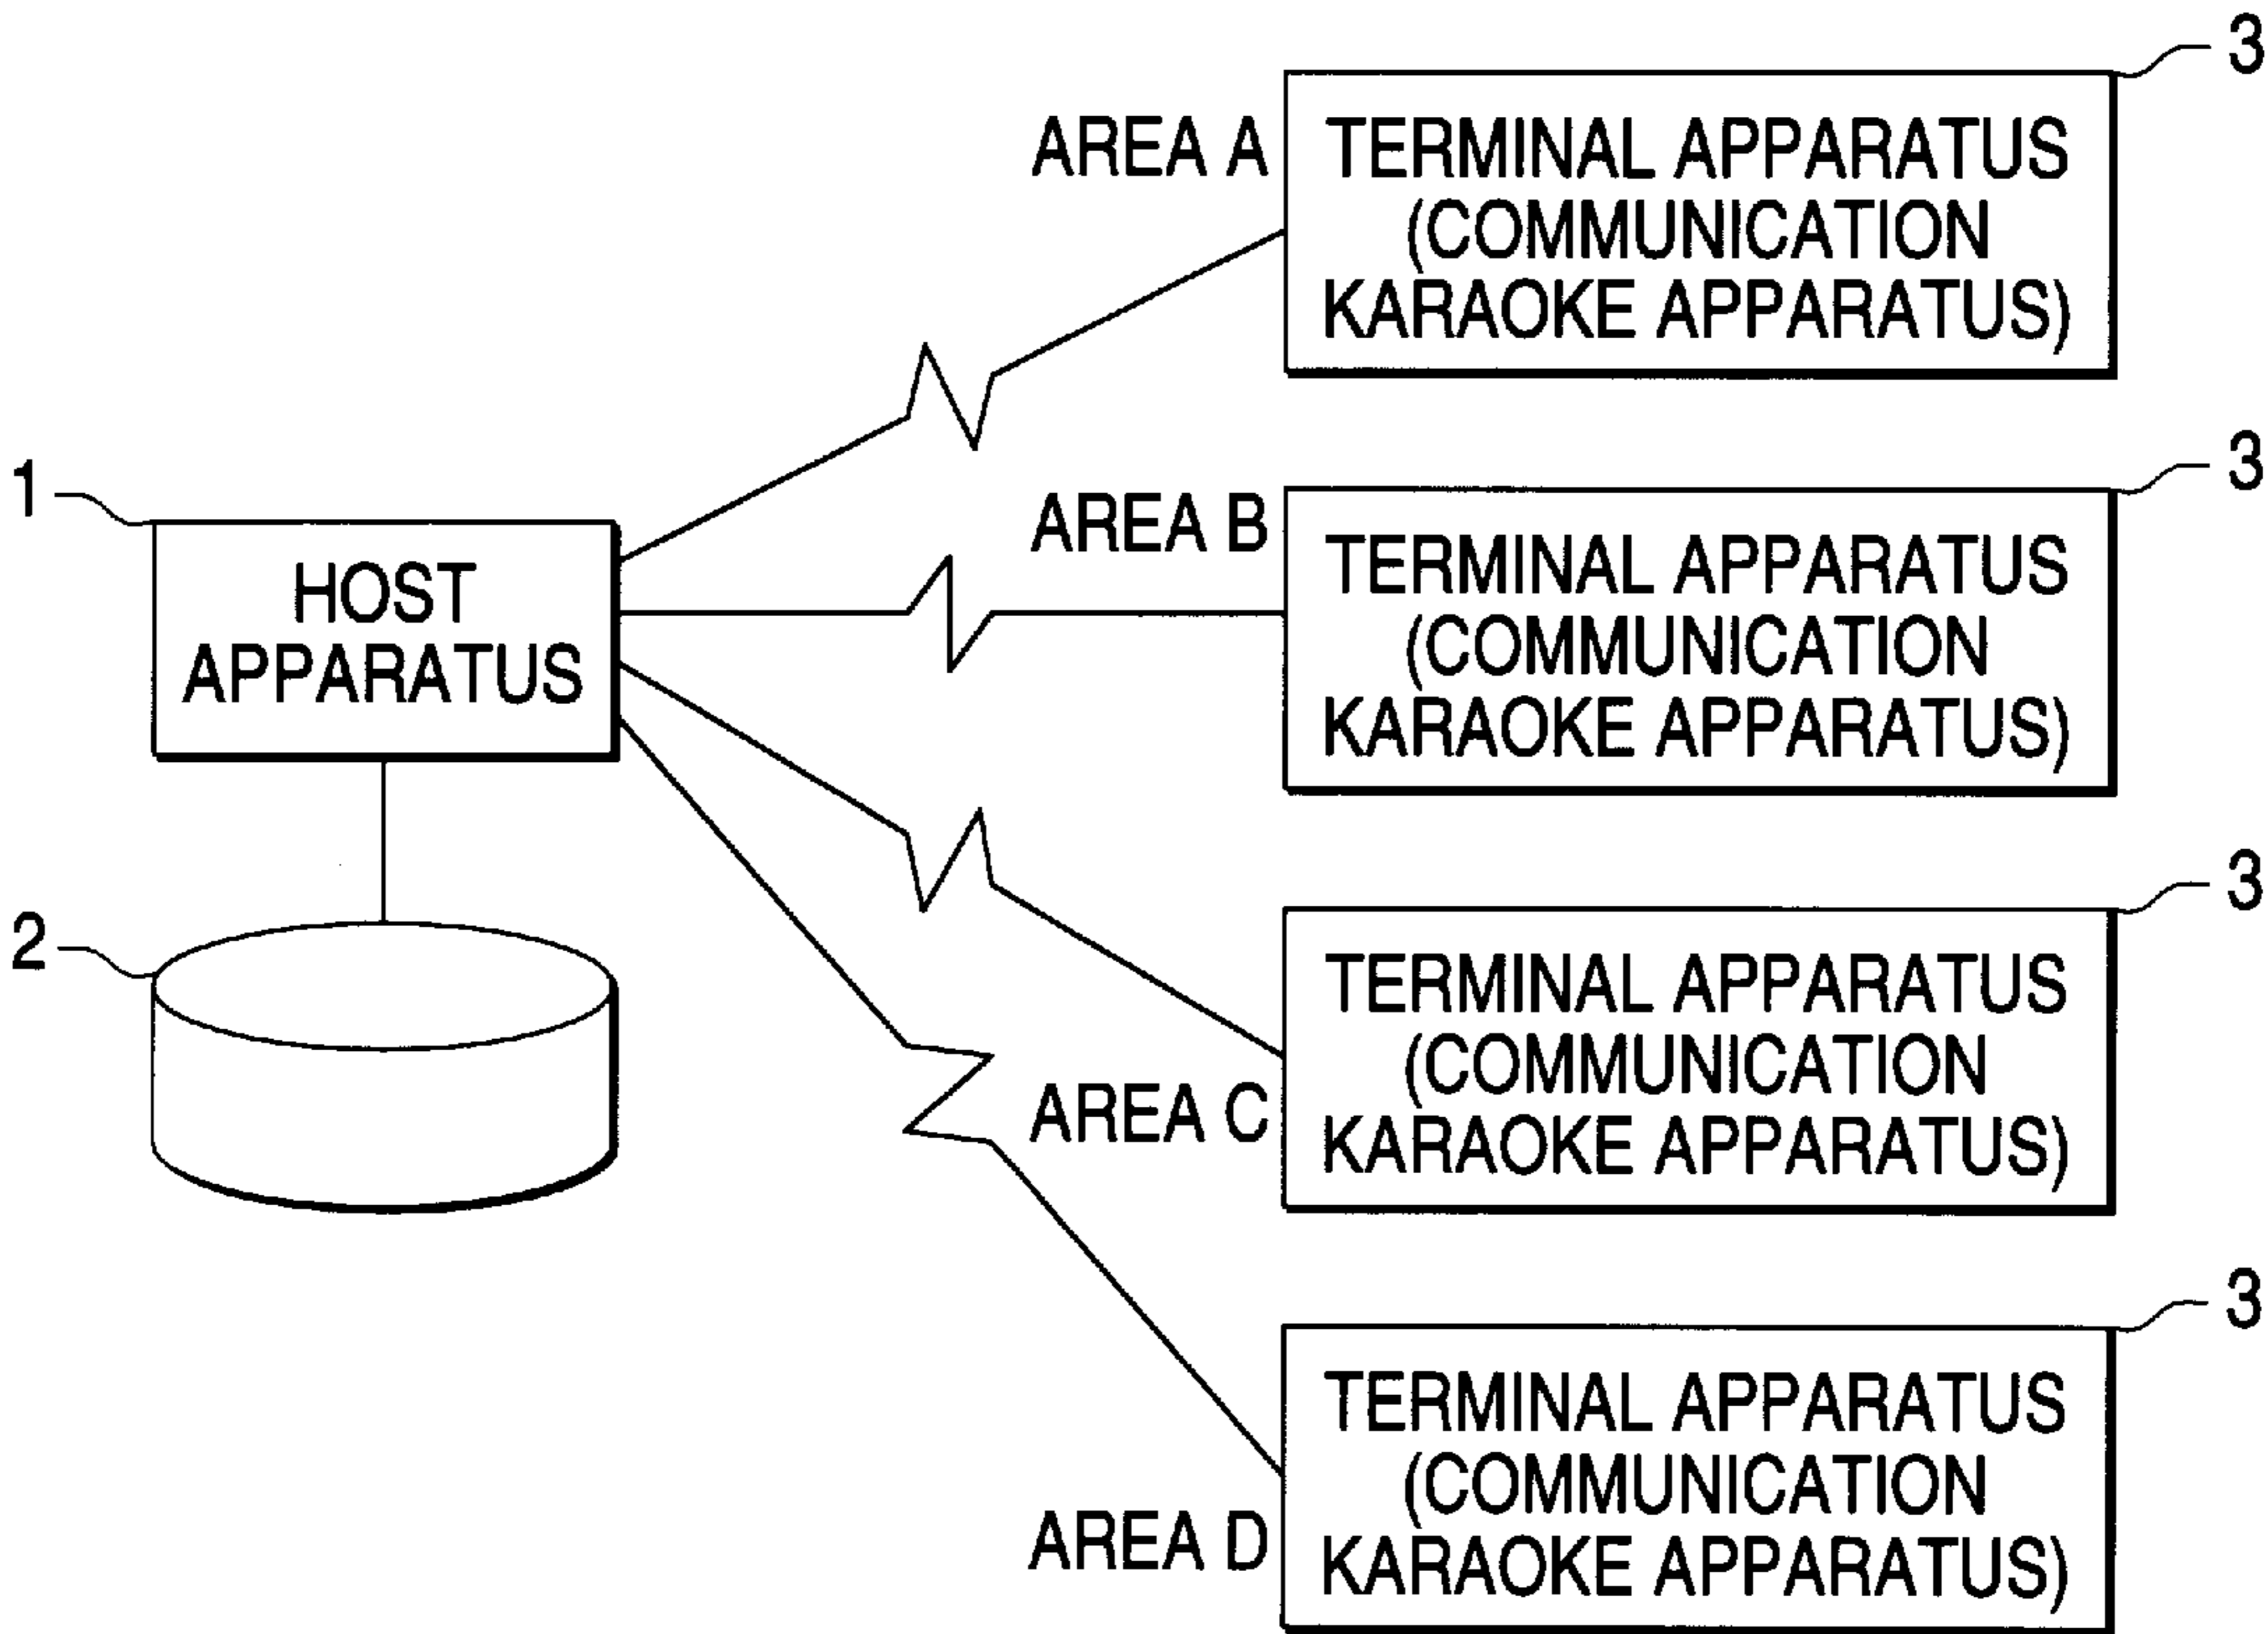 3
AREA A
TERMINAL APPARATUS
(COMMUNICATION
KARAOKE APPARATUS)
3
AREA B
TERMINAL APPARATUS
(COMMUNICATION
KARAOKE APPARATUS)
1
HOST
APPARATUS
2
3
AREA C
TERMINAL APPARATUS
(COMMUNICATION
KARAOKE APPARATUS)
3
AREA D
TERMINAL APPARATUS
(COMMUNICATION
KARAOKE APPARATUS)